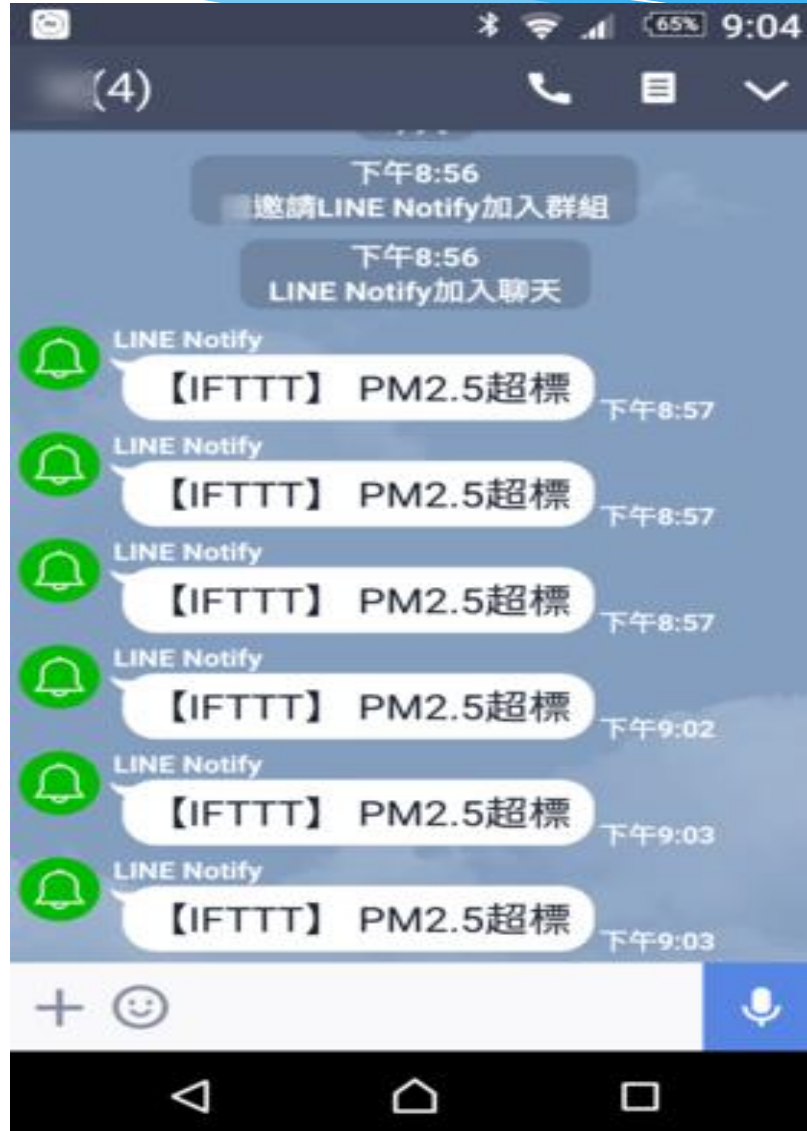 65% 9:04
(4)
下午8:56
邀請LINE Notify加入群組
下午8:56
LINE Notify加入聊天
LINE Notify
【IFTTT】 PM2.5超標
下午8:57
LINE Notify
【IFTTT】 PM2.5超標
下午8:57
LINE Notify
【IFTTT】 PM2.5超標
下午8:57
LINE Notify
【IFTTT】 PM2.5超標
下午9:02
LINE Notify
【IFTTT】 PM2.5超標
下午9:03
LINE Notify
【IFTTT】 PM2.5超標
下午9:03